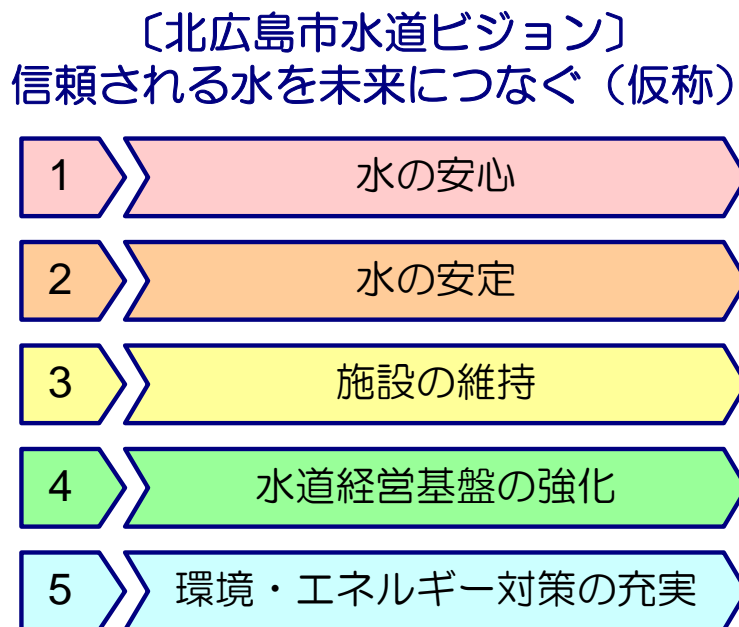 〔北広島市水道ビジョン〕
信頼される水を未来につなぐ（仮称）
1 水の安心
2 水の安定
3 施設の維持
4 水道経営基盤の強化
5 環境・エネルギー対策の充実